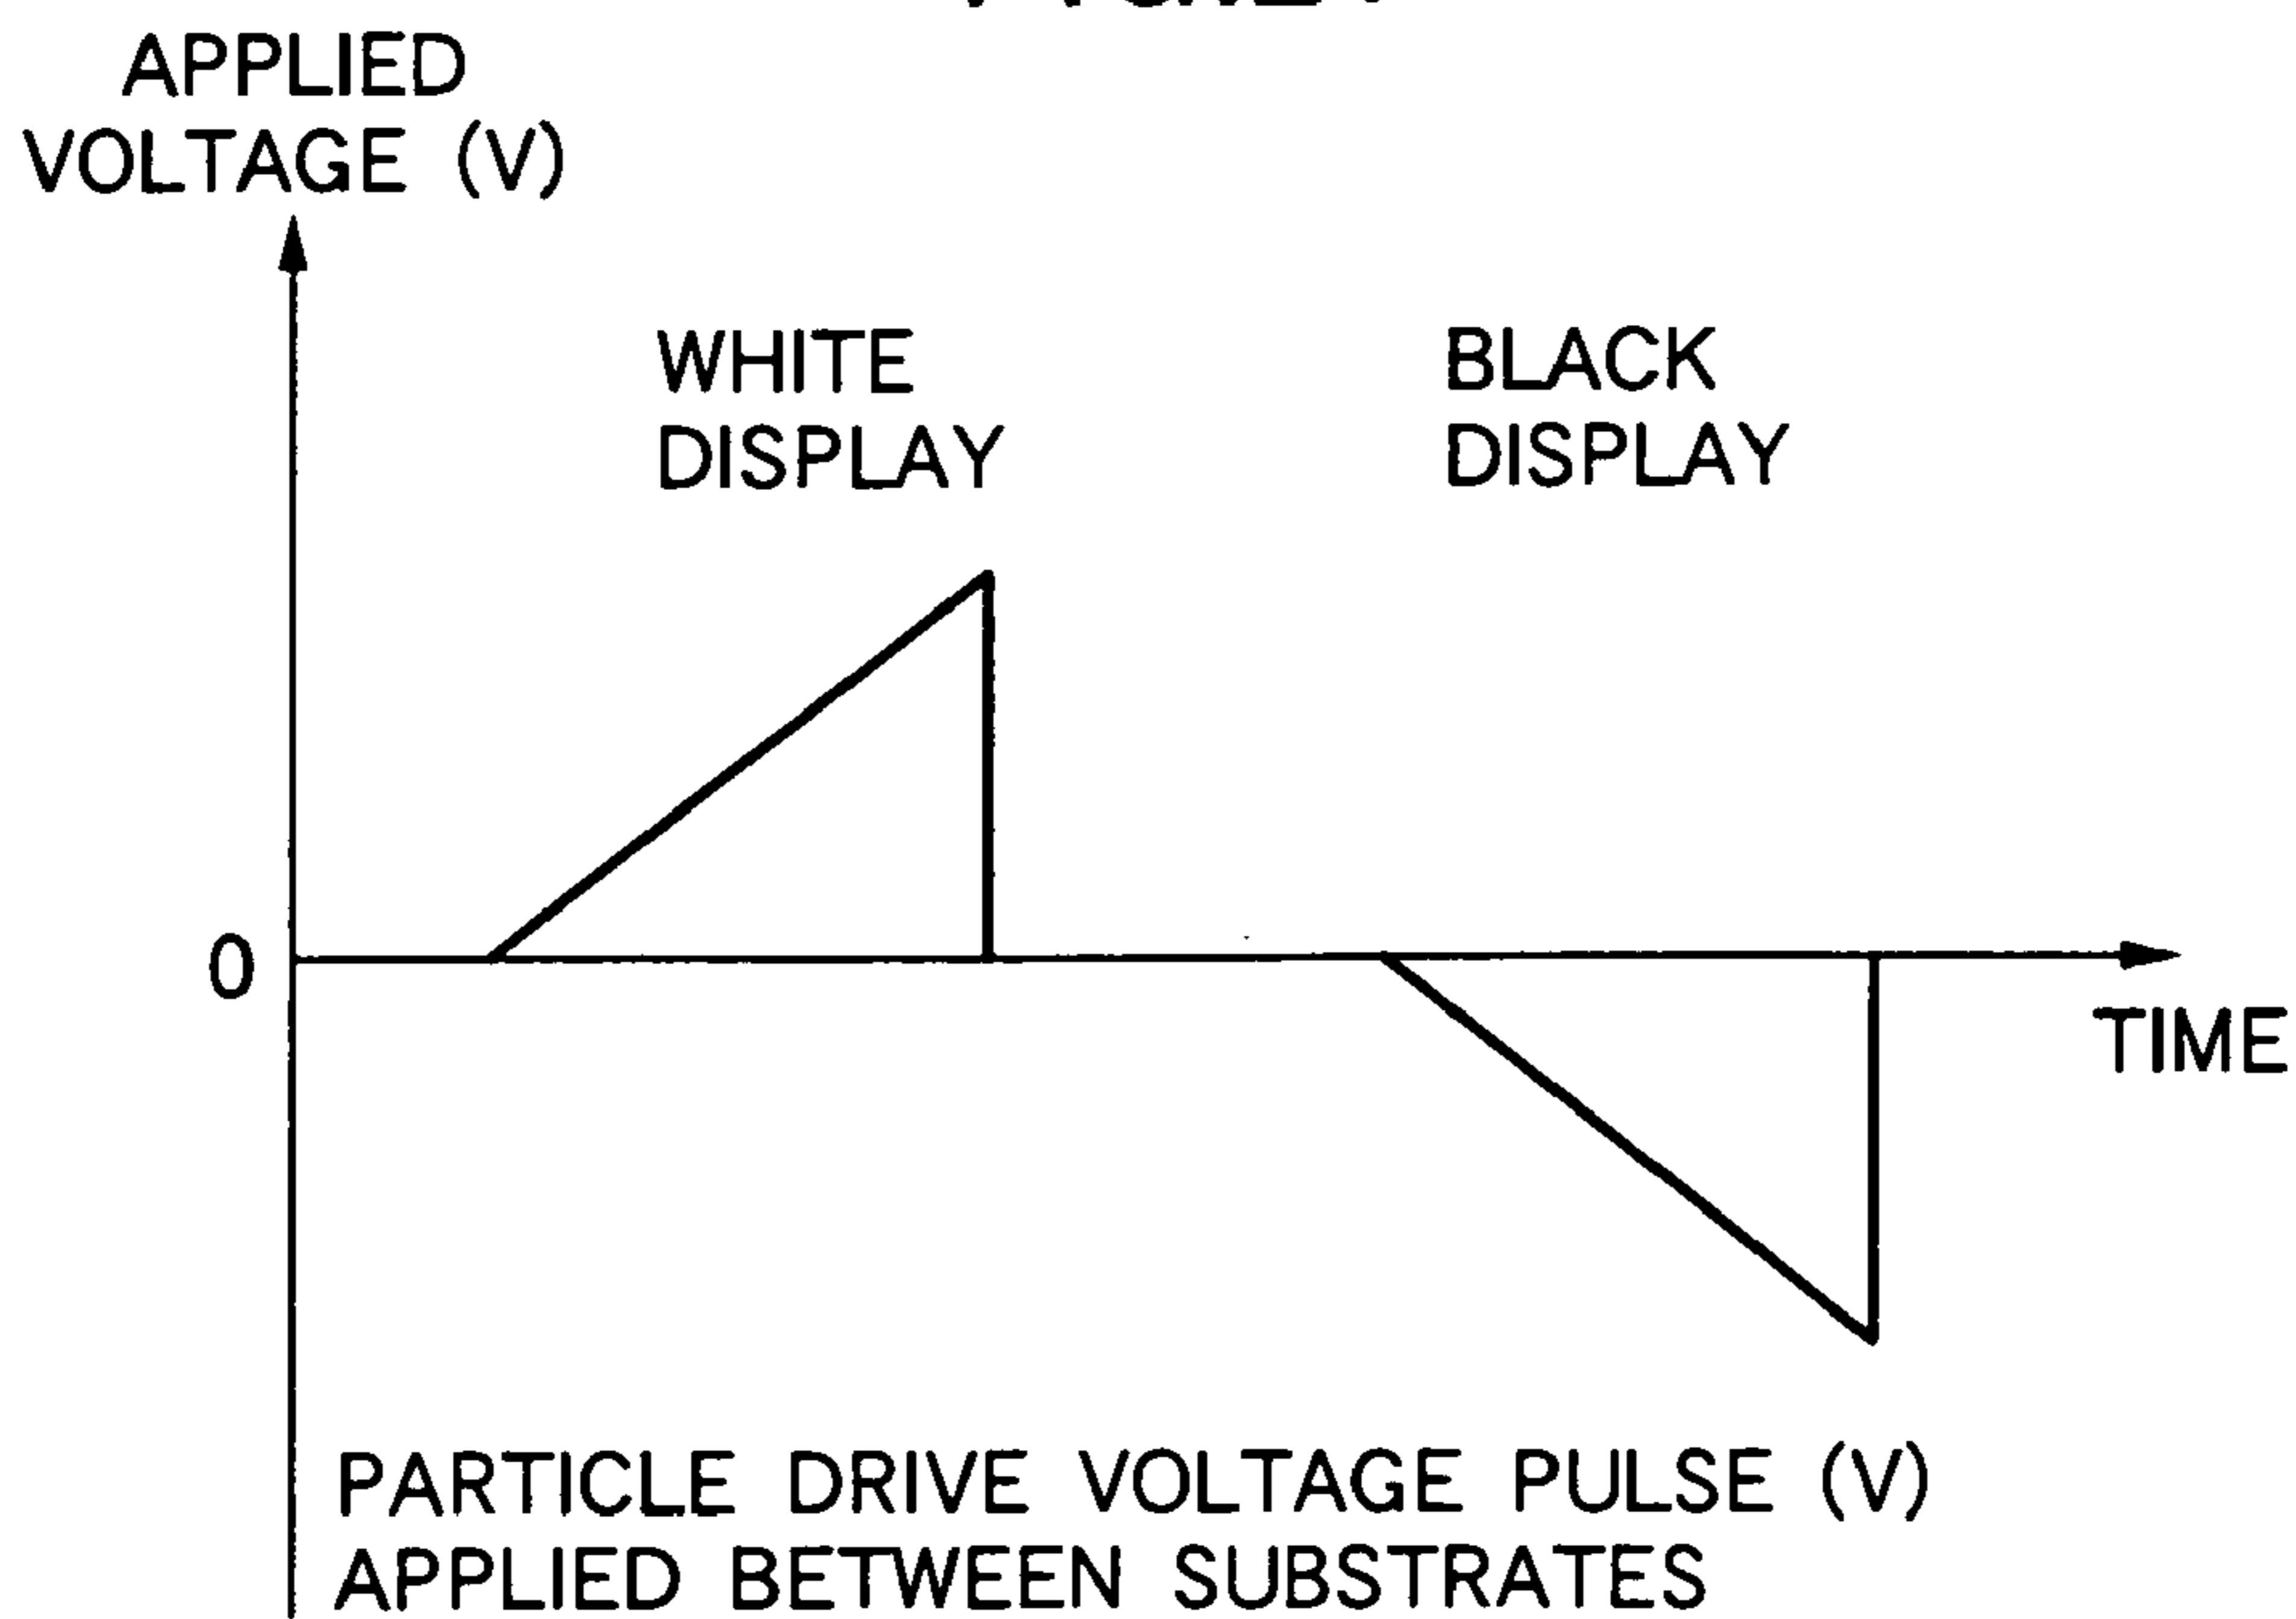 APPLIED
VOLTAGE (V)
WHITE
DISPLAY
BLACK
DISPLAY
0
TIME
PARTICLE DRIVE VOLTAGE PULSE (V)
APPLIED BETWEEN SUBSTRATES